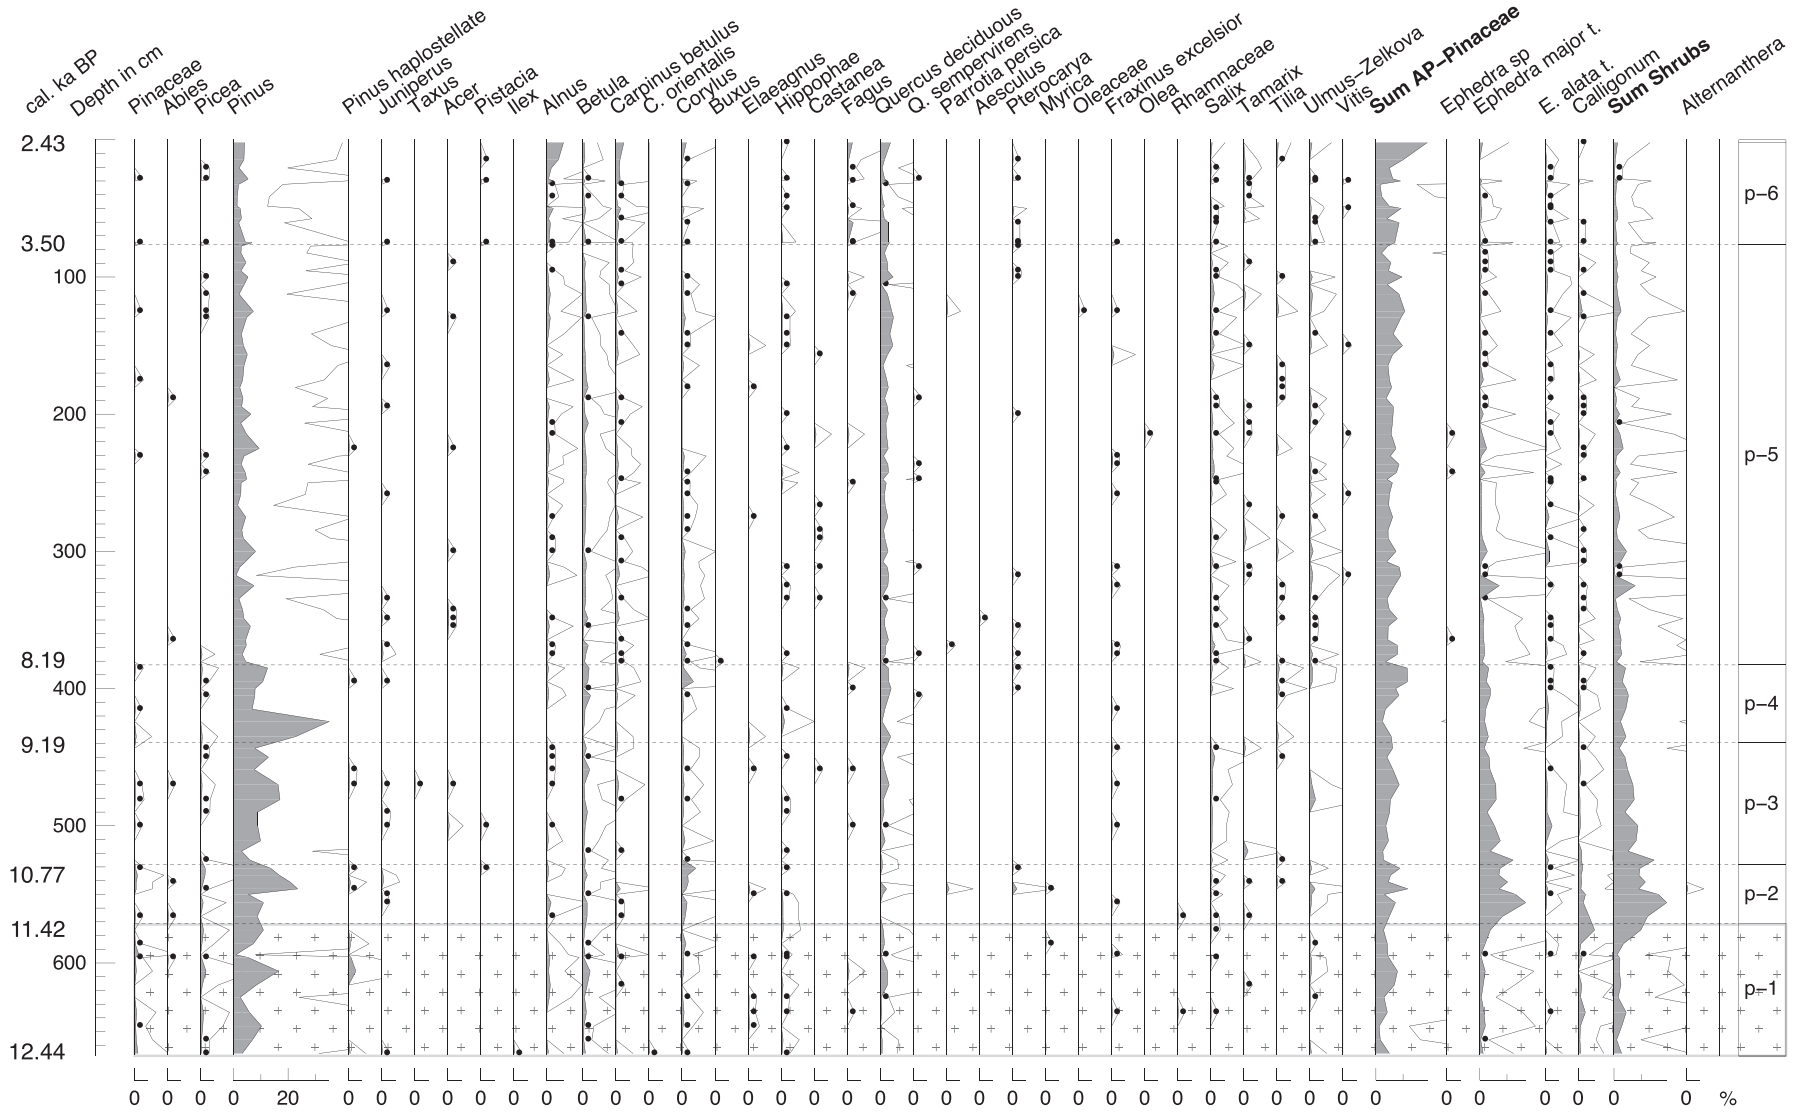 cal. ka BP
Depth in cm
Pinaceae
Abies
Picea
Pinus
Pinus haplostellate
Juniperus
Taxus
Acer
Pistacia
Ilex
Alnus
Betula
Carpinus betulus
C. orientalis
Corylus
Buxus
Elaeagnus
Hippophae
Castanea
Fagus
Quercus deciduous
Q. sempervirens
Parrotia persica
Aesculus
Pterocarya
Myrica
Oleaceae
Fraxinus excelsior
Olea
Rhamnaceae
Salix
Tamarix
Tilia
Ulmus–Zelkova
Vitis
Sum AP–Pinaceae
Ephedra sp
Ephedra major t.
E. alata t.
Calligonum
Sum Shrubs
Alternanthera
2.43
p–6
3.50
100
200
p–5
300
8.19
400
p–4
9.19
p–3
500
10.77
p–2
11.42
600
p–1
12.44
0 0 0 0 20 0 0 0 0 0 0 0 0 0 0 0 0 0 0 0 0 0 0 0 0 0 0 0 0 0 0 0 0 0 0 0 0 0 0 0 0 0 0 %